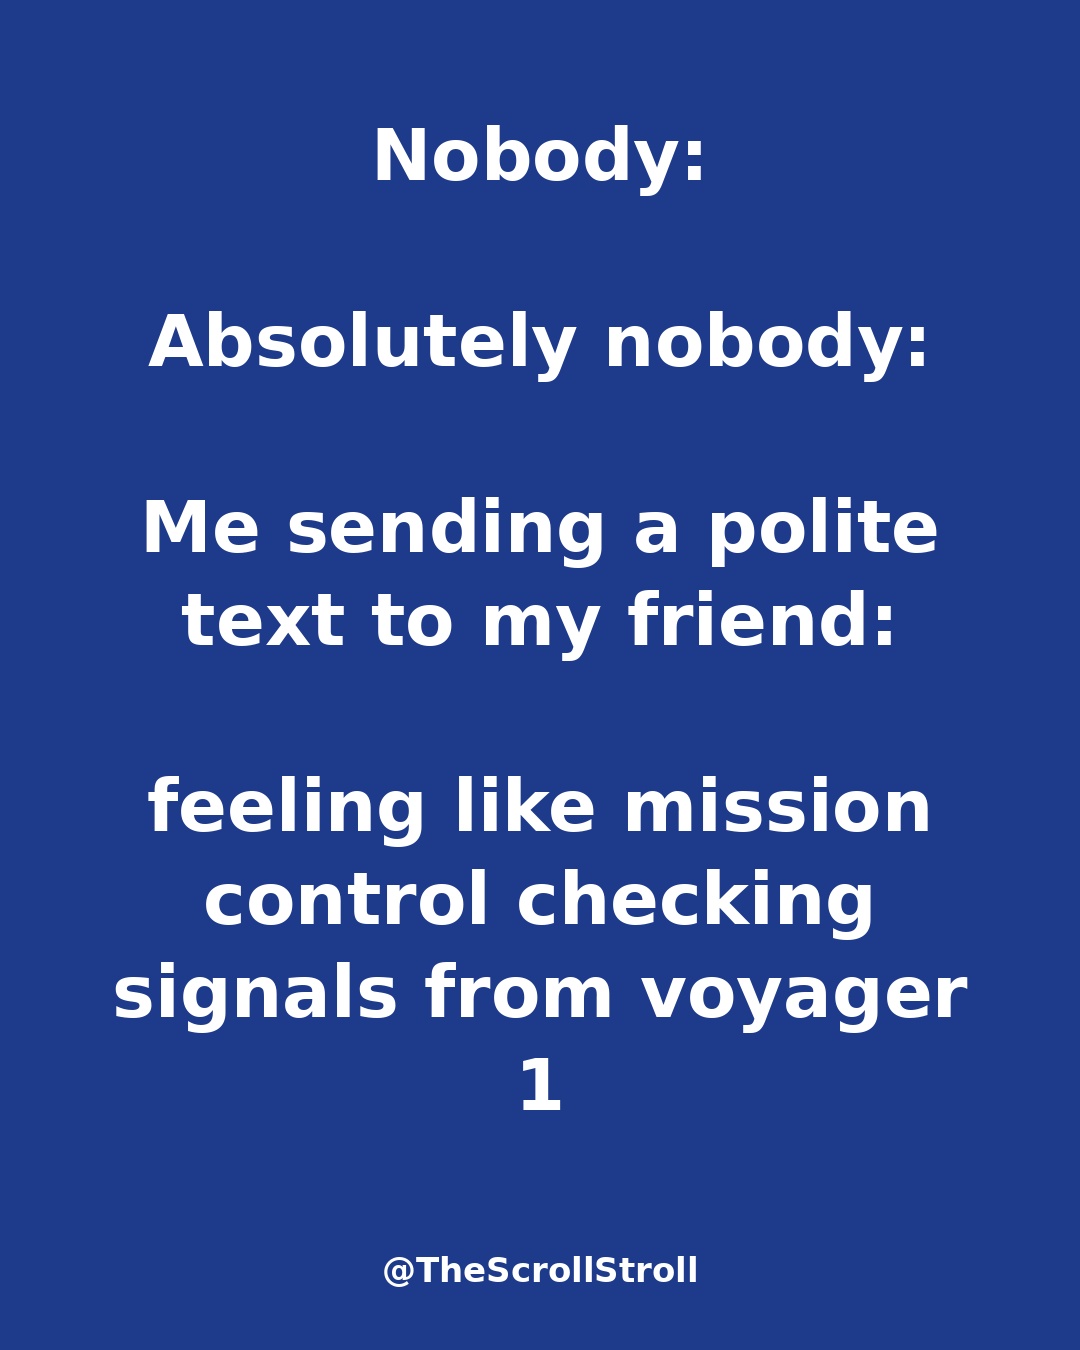 Nobody:
Absolutely nobody:
Me sending a polite
text to my friend:
feeling like mission
control checking
signals from voyager
1
@TheScrollStroll